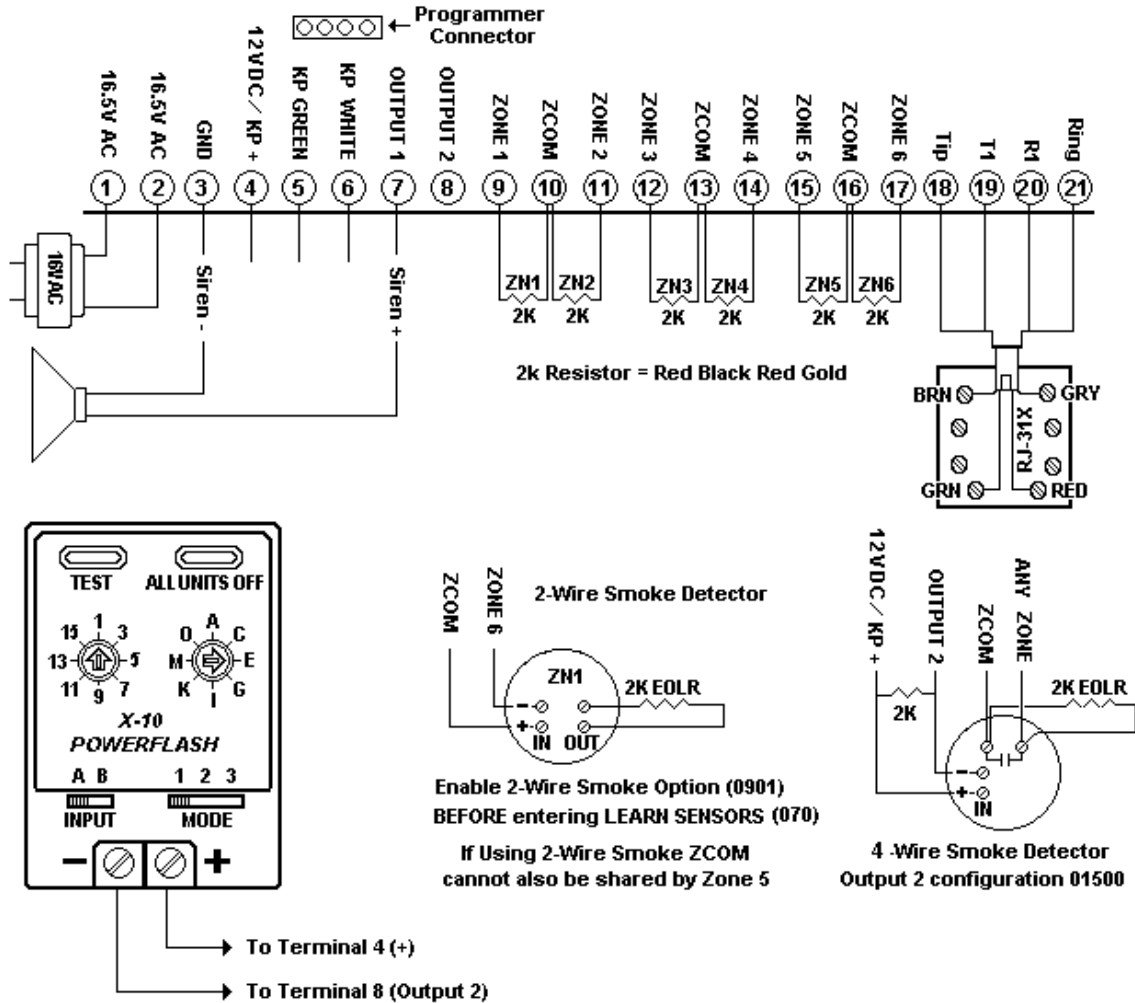 Programmer
Connector
16.5V AC
16.5V AC
GND
12VDC / KP +
KP GREEN
KP WHITE
OUTPUT 1
OUTPUT 2
ZONE 1
ZCOM
ZONE 2
ZONE 3
ZCOM
ZONE 4
ZONE 5
ZCOM
ZONE 6
Tip
T1
R1
Ring
1 2 3 4 5 6 7 8 9 10 11 12 13 14 15 16 17 18 19 20 21
16VAC
Siren -
Siren +
ZN1 ZN2 ZN3 ZN4 ZN5 ZN6
2K 2K 2K 2K 2K 2K
2k Resistor = Red Black Red Gold
BRN GRY
RJ-31X
GRN RED
TEST ALL UNITS OFF
1 3 5 7 9 11 13 15
A C E G I K M O
X-10
POWERFLASH
A B 1 2 3
INPUT MODE
- +
To Terminal 4 (+)
To Terminal 8 (Output 2)
ZCOM
ZONE 6
2-Wire Smoke Detector
ZN1
2K EOLR
-
+ IN OUT
Enable 2-Wire Smoke Option (0901)
BEFORE entering LEARN SENSORS (070)
If Using 2-Wire Smoke ZCOM
cannot also be shared by Zone 5
12VDC / KP +
OUTPUT 2
ZCOM
ANY ZONE
2K
2K EOLR
-
+
IN
4 -Wire Smoke Detector
Output 2 configuration 01500